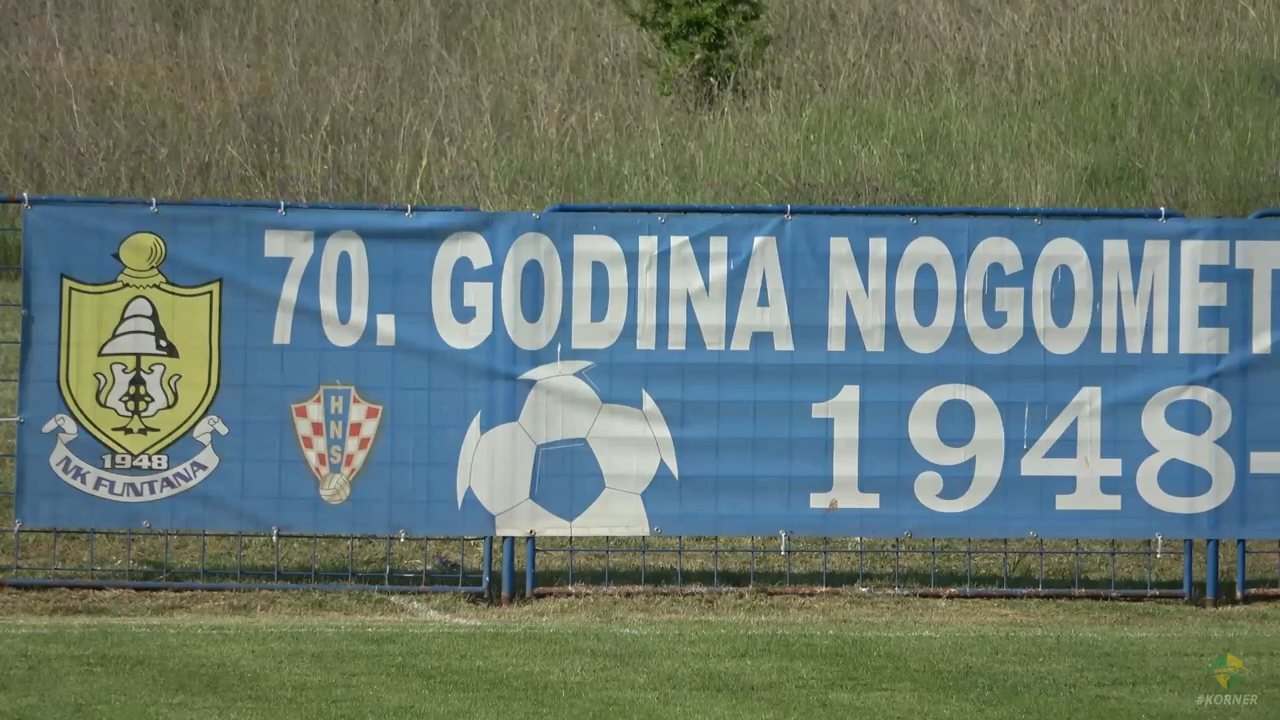 70. GODINA NOGOMET
1948-
1948
NK FUNTANA
HNS
#KORNER